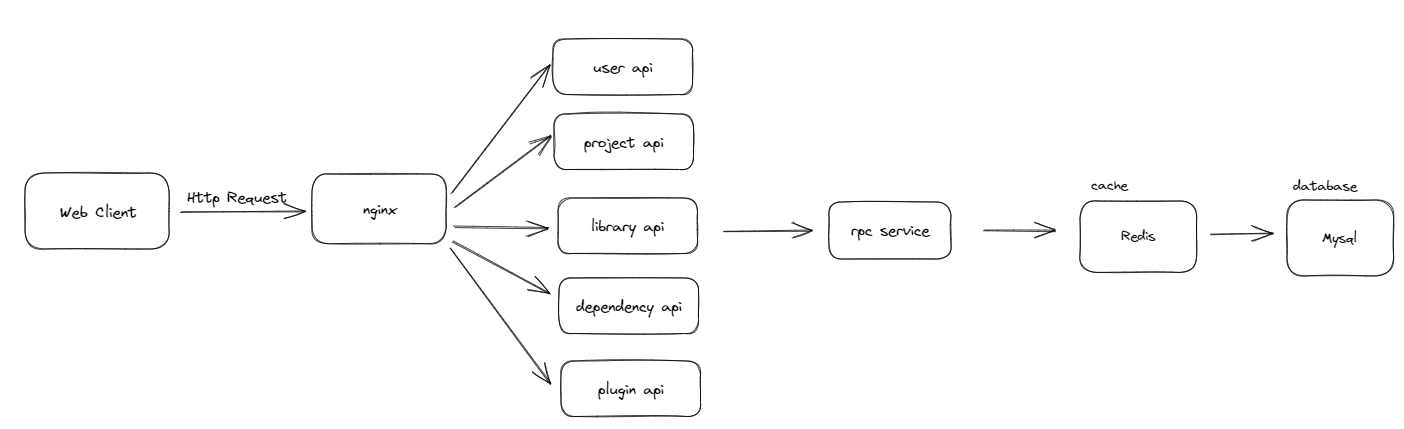 Web Client
Http Request
nginx
user api
project api
library api
dependency api
plugin api
rpc service
cache
Redis
database
Mysql